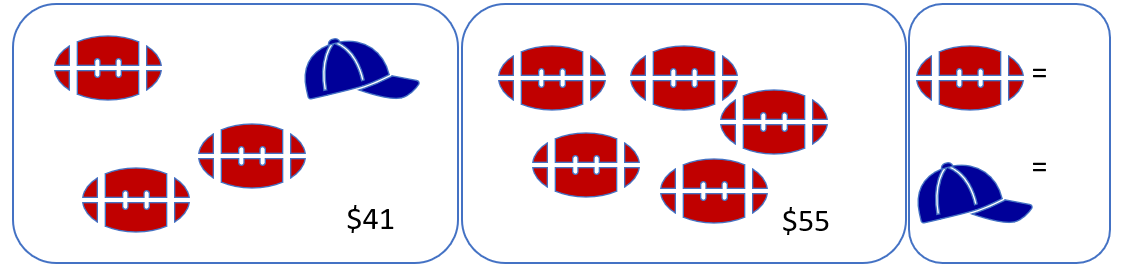 $41
$55
=
=